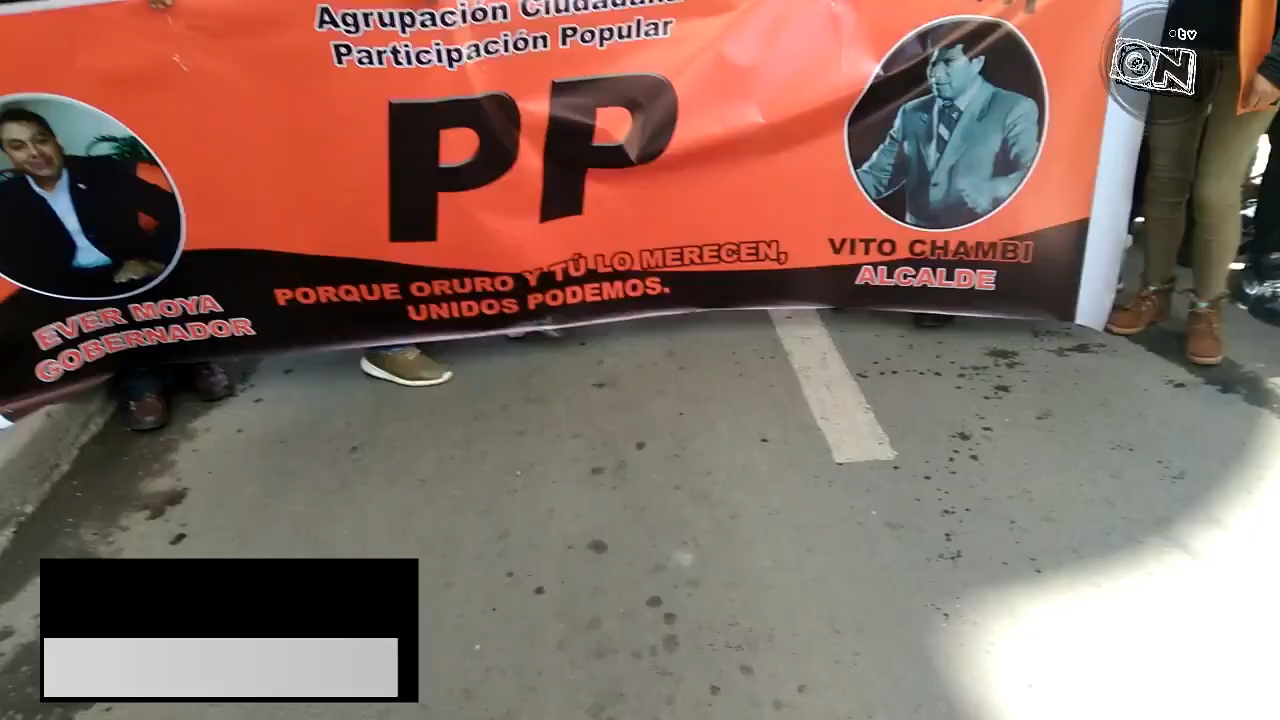 Agrupación Ciudadana
Participación Popular
PP
EVER MOYA
GOBERNADOR
PORQUE ORURO Y TÚ LO MERECEN,
UNIDOS PODEMOS.
VITO CHAMBI
ALCALDE
tv
ON